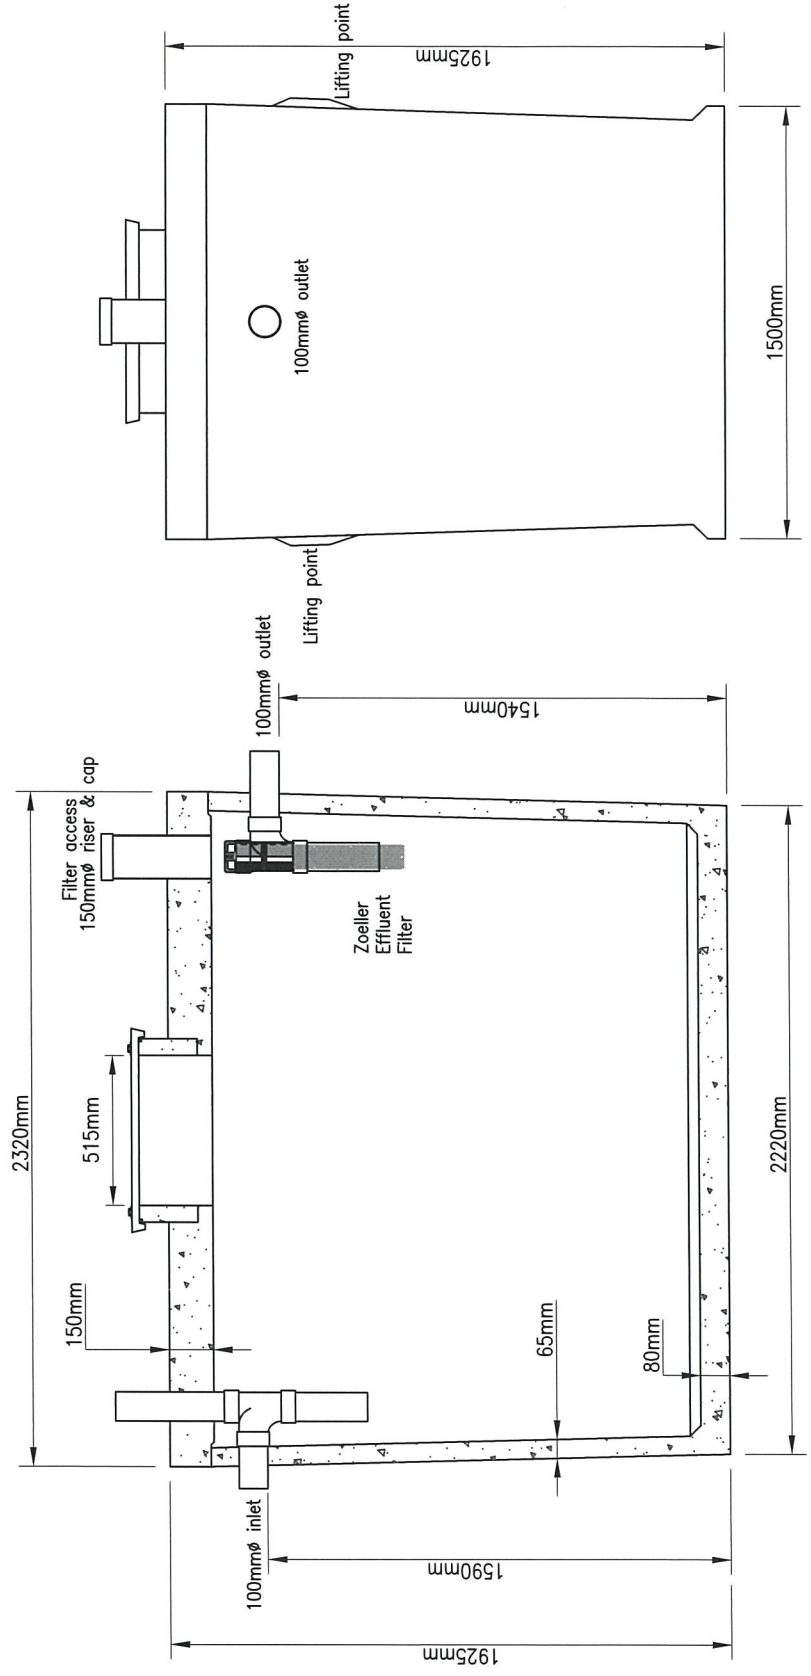 2320mm
Filter access
150mmø riser & cap
515mm
150mm
100mmø inlet
100mmø outlet
Zoeller
Effluent
Filter
65mm
80mm
1925mm
1590mm
1540mm
2220mm
Lifting point
Lifting point
100mmø outlet
1925mm
1500mm